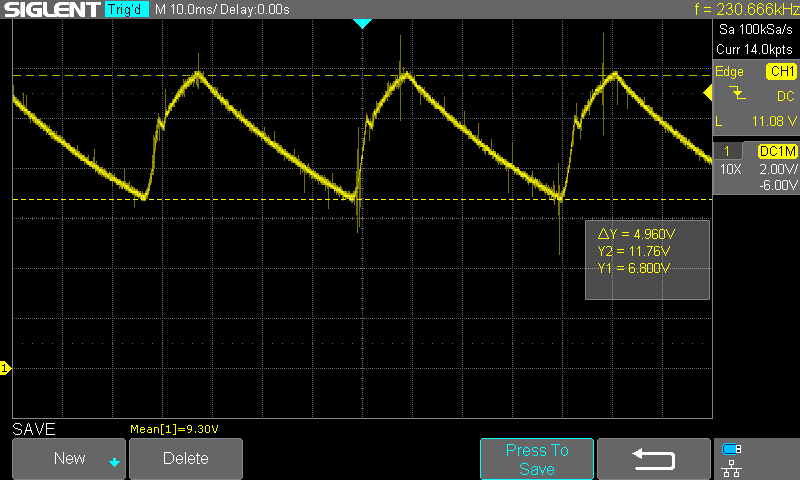 SIGLENT Trig'd M 10.0ms/ Delay:0.00s f = 230.666kHz
Sa 100kSa/s
Curr 14.0kpts
Edge CH1
DC
L 11.08 V
1 DC1M
10X 2.00V/
-6.00V
ΔY = 4.960V
Y2 = 11.76V
Y1 = 6.800V
1
SAVE Mean[1]=9.30V
New Delete Press To
Save